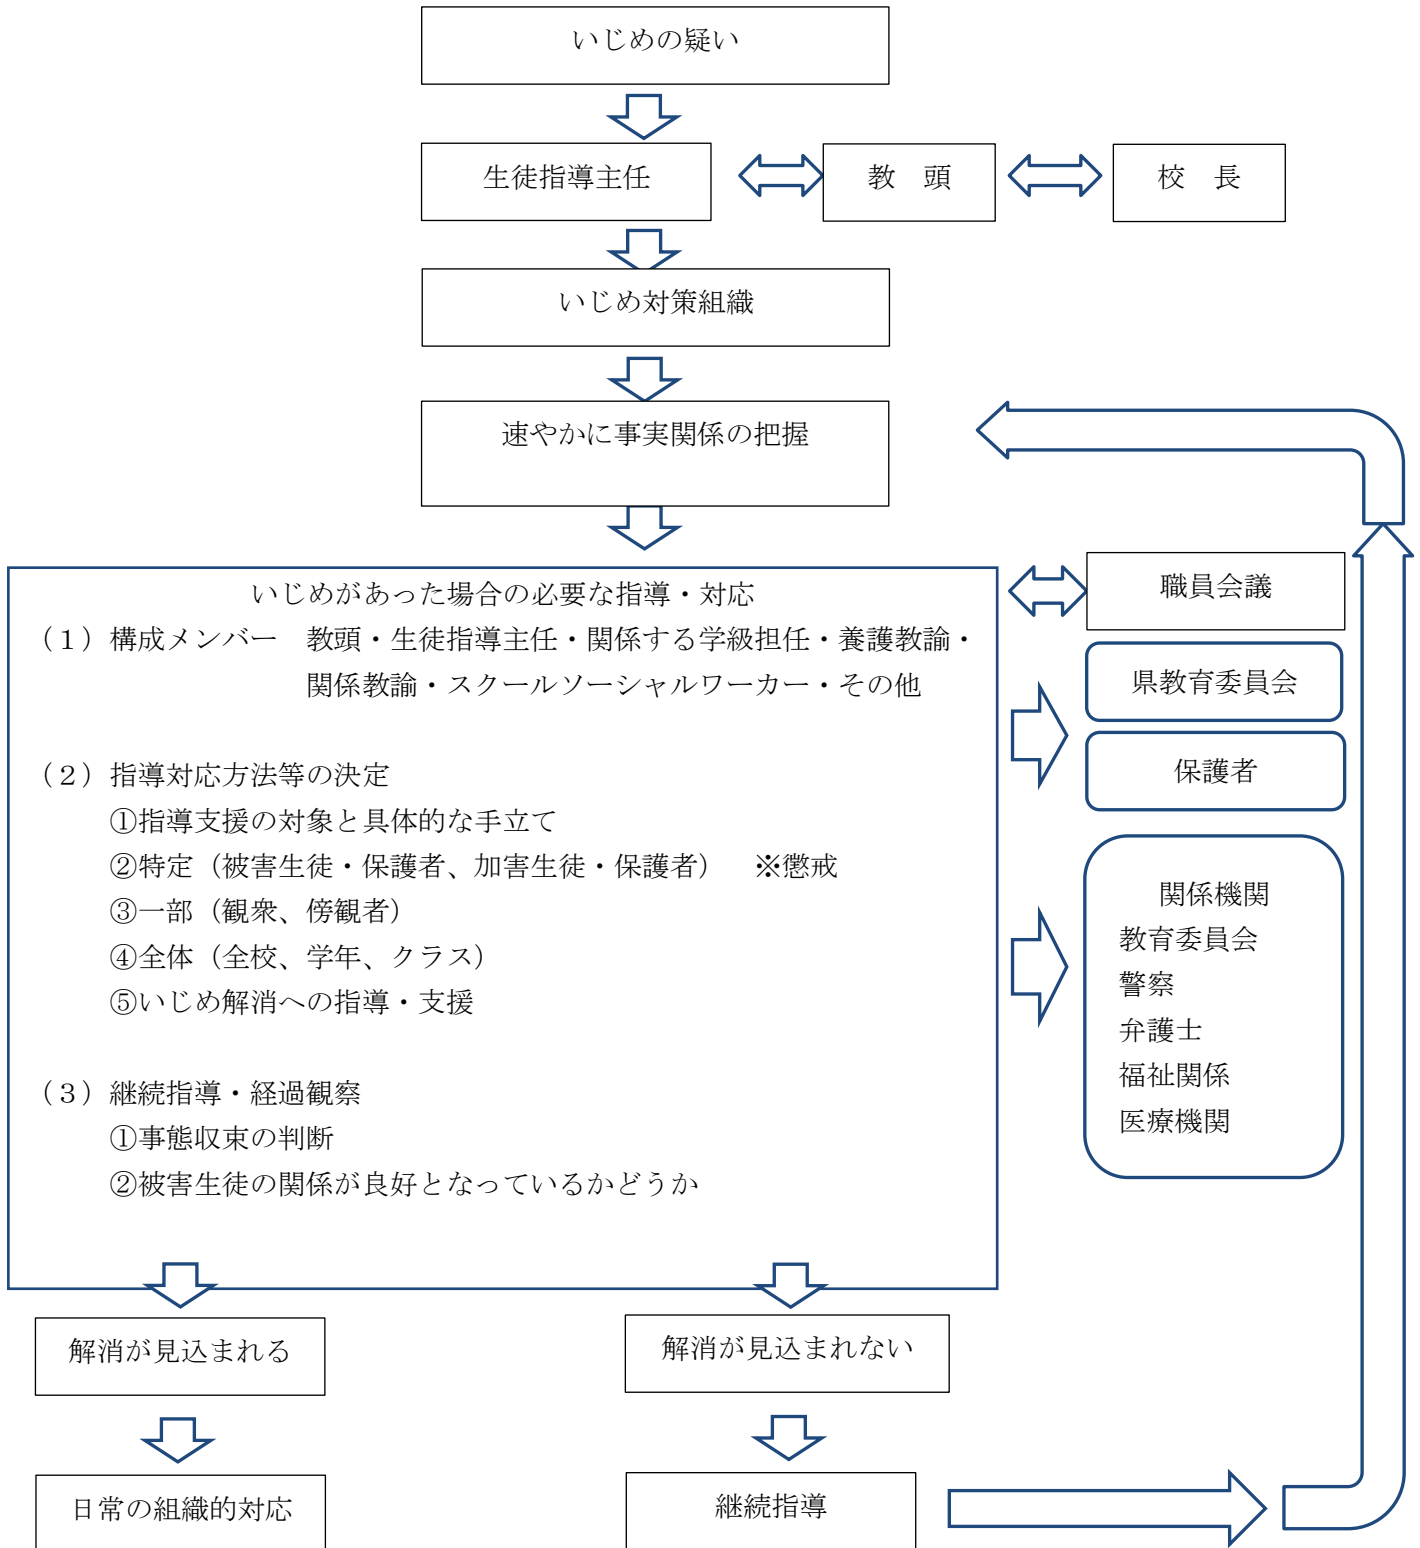 いじめの疑い
生徒指導主任
教　頭
校　長
いじめ対策組織
速やかに事実関係の把握
いじめがあった場合の必要な指導・対応
（１）構成メンバー　教頭・生徒指導主任・関係する学級担任・養護教諭・
関係教諭・スクールソーシャルワーカー・その他
（２）指導対応方法等の決定
①指導支援の対象と具体的な手立て
②特定（被害生徒・保護者、加害生徒・保護者）　※懲戒
③一部（観衆、傍観者）
④全体（全校、学年、クラス）
⑤いじめ解消への指導・支援
（３）継続指導・経過観察
①事態収束の判断
②被害生徒の関係が良好となっているかどうか
職員会議
県教育委員会
保護者
関係機関
教育委員会
警察
弁護士
福祉関係
医療機関
解消が見込まれる
解消が見込まれない
日常の組織的対応
継続指導